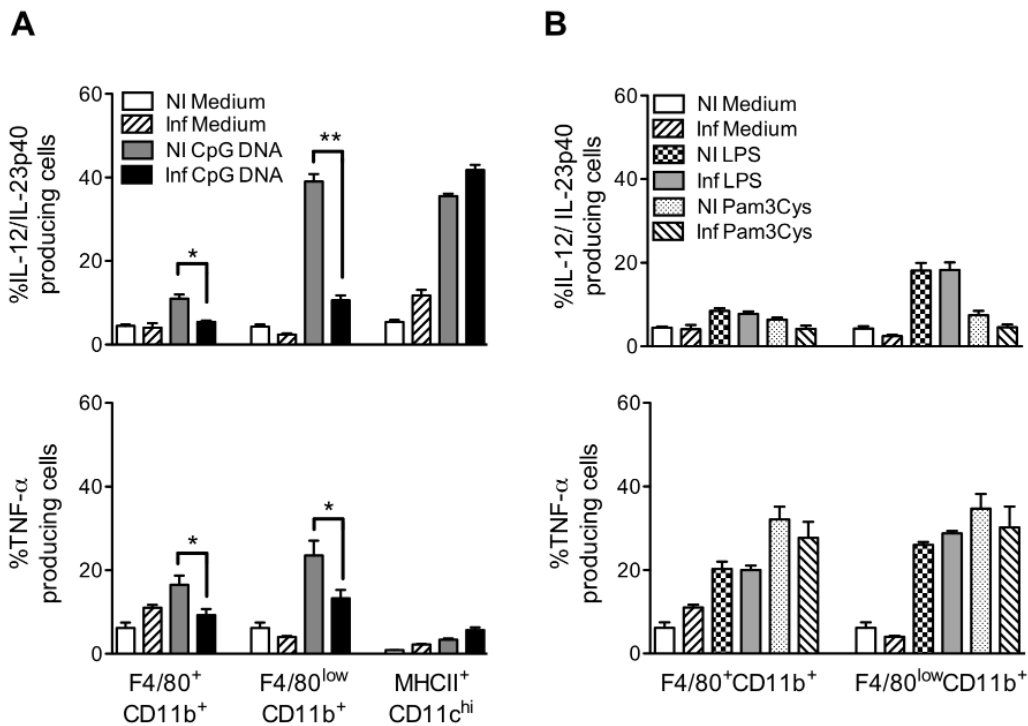 A
B
%IL-12/IL-23p40
producing cells
60
40
20
0
NI Medium
Inf Medium
NI CpG DNA
Inf CpG DNA
*
**
%IL-12/ IL-23p40
producing cells
60
40
20
0
NI Medium
Inf Medium
NI LPS
Inf LPS
NI Pam3Cys
Inf Pam3Cys
%TNF-α
producing cells
60
40
20
0
*
*
F4/80+
CD11b+
F4/80low
CD11b+
MHCII+
CD11chi
%TNF-α
producing cells
60
40
20
0
F4/80+CD11b+
F4/80lowCD11b+